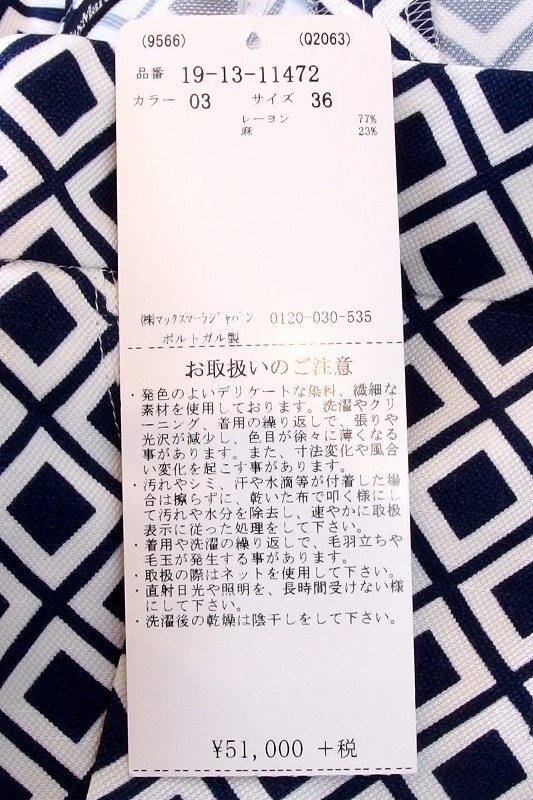 (9566) (Q2063)
品番 19-13-11472
カラー 03 サイズ 36
レーヨン 77%
麻 23%
㈱マックスマーラジャパン 0120-030-535
ポルトガル製
お取扱いのご注意
・発色のよいデリケートな染料、繊細な
素材を使用しております。洗濯やクリ
ーニング、着用の繰り返しで、張りや
光沢が減少し、色目が徐々に薄くなる
事があります。また、寸法変化や風合
い変化を起こす事があります。
・汚れやシミ、汗や水滴等が付着した場
合は擦らずに、乾いた布で叩く様にし
て汚れや水分を除去し、速やかに取扱
表示に従った処理をして下さい。
・着用や洗濯の繰り返しで、毛羽立ちや
毛玉が発生する事があります。
・取扱の際はネットを使用して下さい。
・直射日光や照明を、長時間受けない様
にして下さい。
・洗濯後の乾燥は陰干しをして下さい。
¥51,000 +税